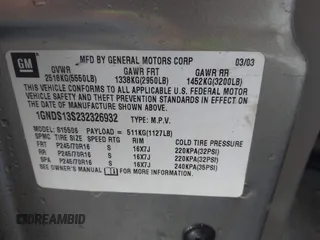 GM
MFD BY GENERAL MOTORS CORP 03/03
GVWR GAWR FRT GAWR RR
2518KG(5550LB) 1338KG(2950LB) 1452KG(3200LB)
THIS VEHICLE CONFORMS TO ALL APPLICABLE U.S. FEDERAL MOTOR
VEHICLE SAFETY AND THEFT PREVENTION STANDARDS IN EFFECT ON
THE DATE OF MANUFACTURE SHOWN ABOVE.
1GNDS13S232326932 TYPE: M.P.V.
MODEL: S15506 PAYLOAD = 511KG(1127LB)
SPWC TIRE SIZE SPEED RTG RIM COLD TIRE PRESSURE
FRT P245/70R16 S 16X7J 220KPA(32PSI)
RR P245/70R16 S 16X7J 220KPA(32PSI)
SPA P245/70R16 S 16X7J 240KPA(35PSI)
SEE OWNER'S MANUAL FOR MORE INFORMATION.
DREAMBID